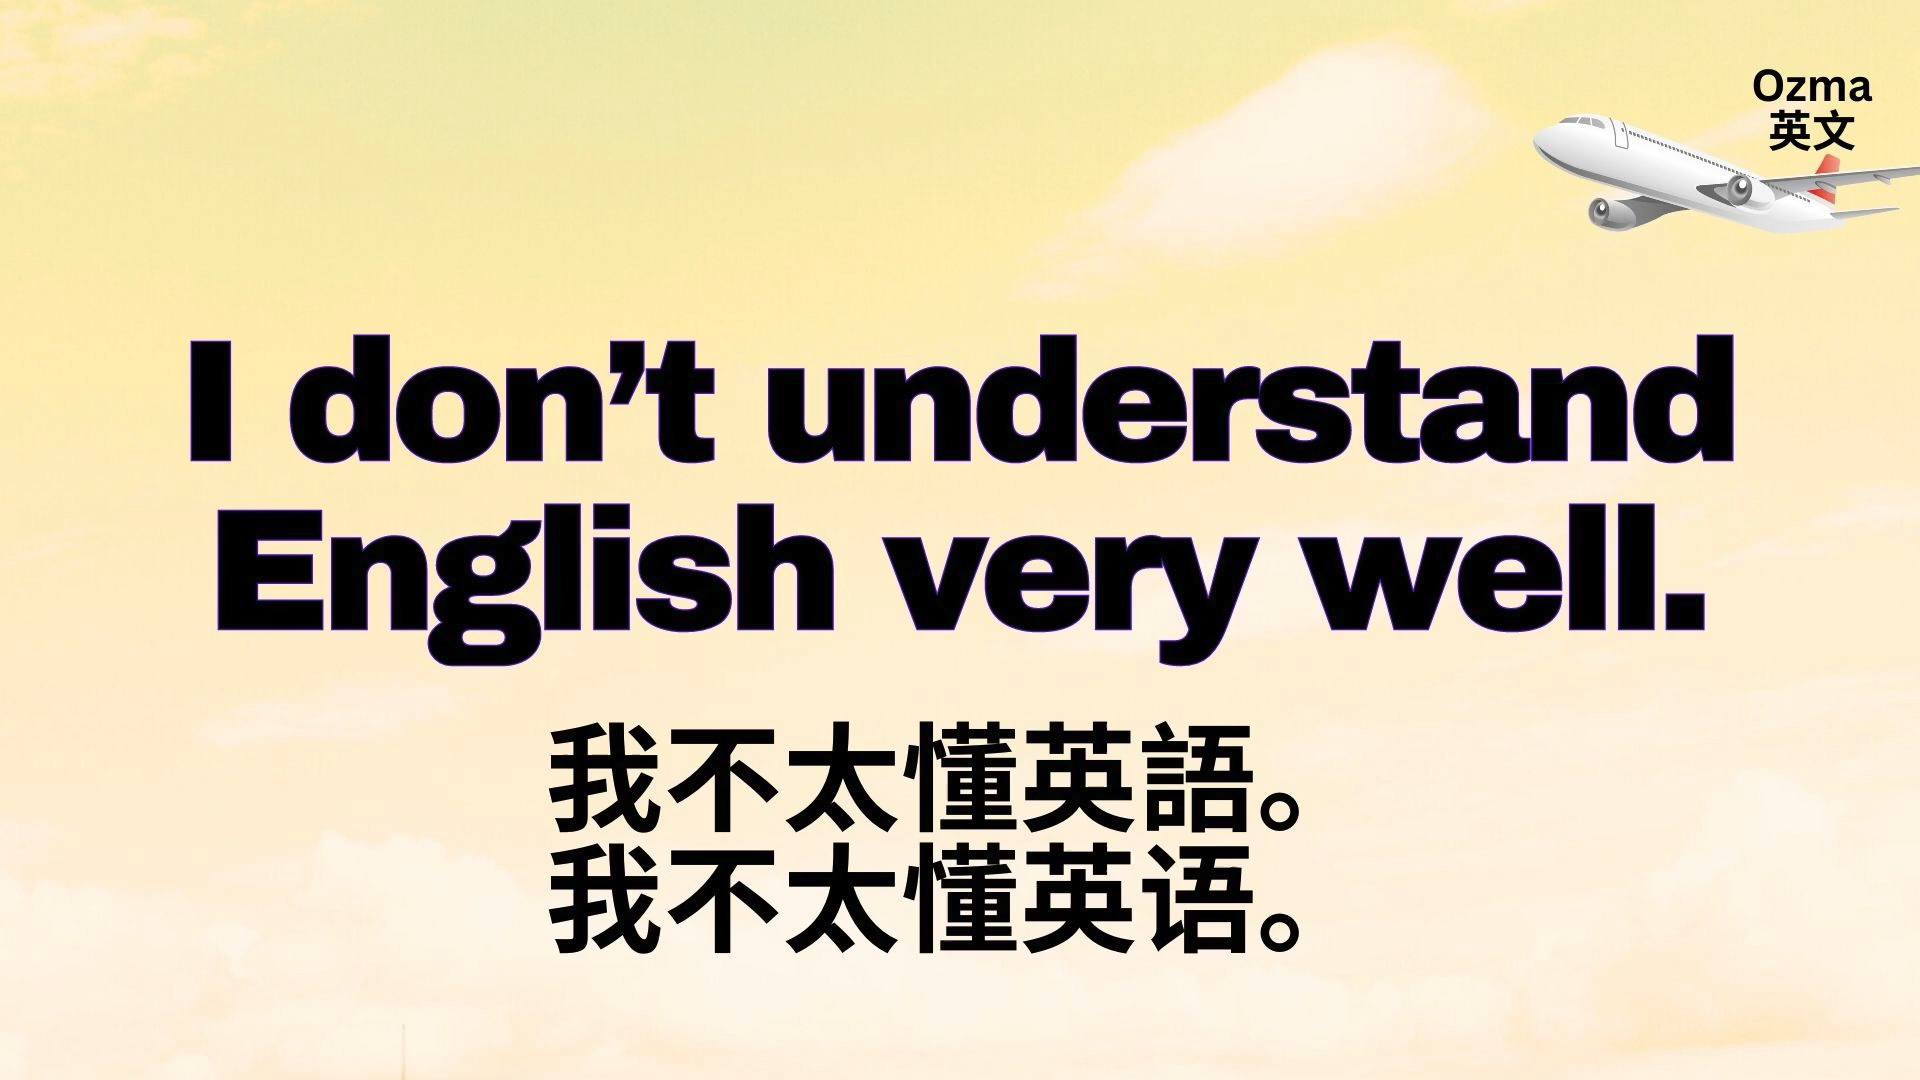 Ozma
英文
I don’t understand
English very well.
我不太懂英語。
我不太懂英语。